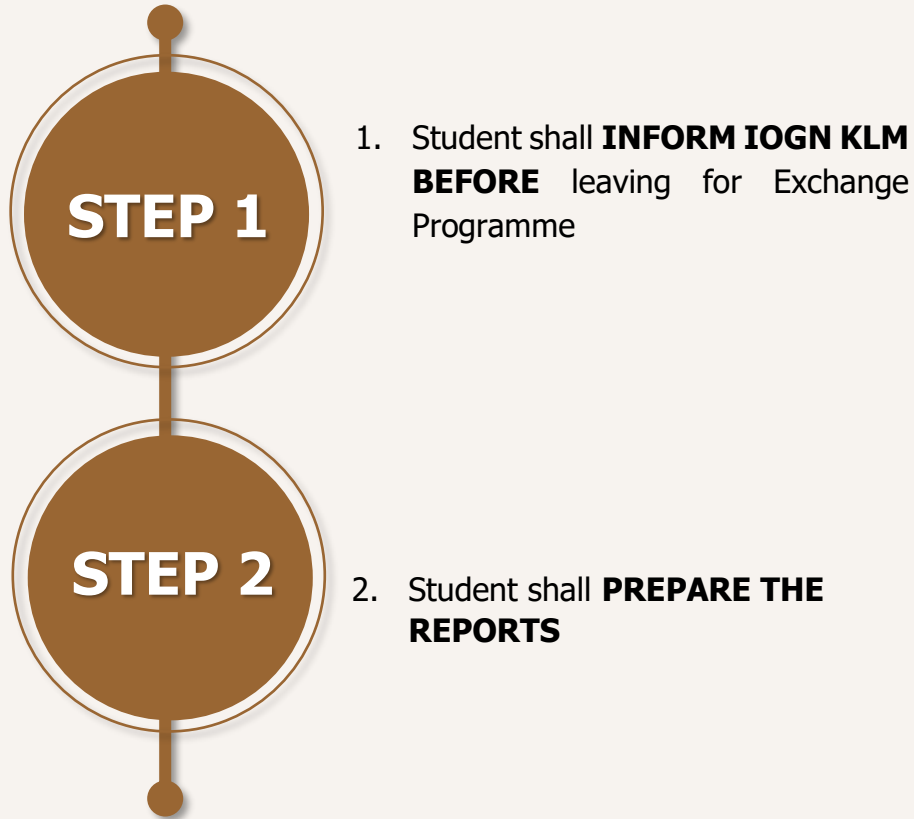 STEP 1
1. Student shall INFORM IOGN KLM
BEFORE leaving for Exchange
Programme
STEP 2
2. Student shall PREPARE THE
REPORTS